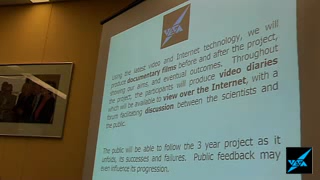 Using the latest video and Internet technology, we will
produce documentary films before and after the project,
showing our aims, and eventual outcomes. Throughout
the project, the participants will produce video diaries
which will be available to view over the Internet, with a
forum facilitating discussion between the scientists and
the public.
The public will be able to follow the 3 year project as it
unfolds, its successes and failures. Public feedback may
even influence its progression.